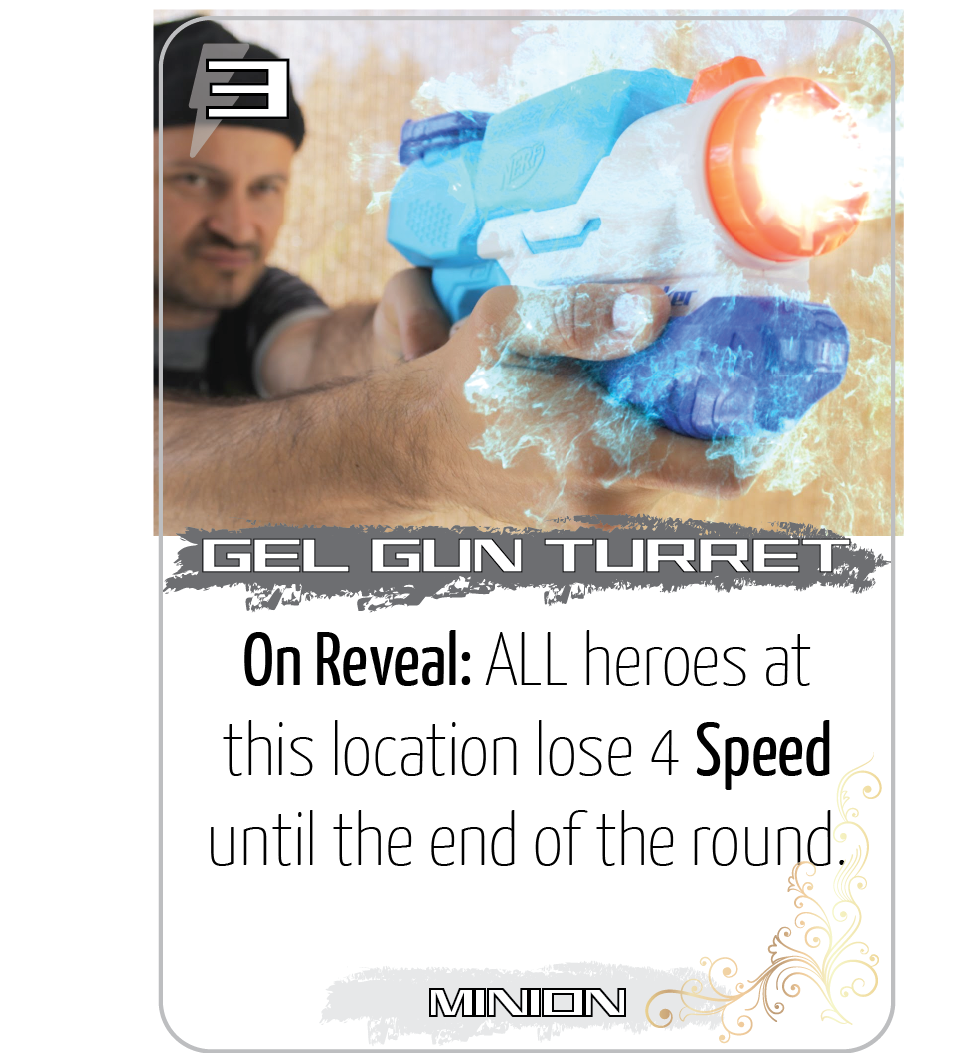 3
NERF
GEL GUN TURRET
On Reveal: ALL heroes at
this location lose 4 Speed
until the end of the round.
MINION